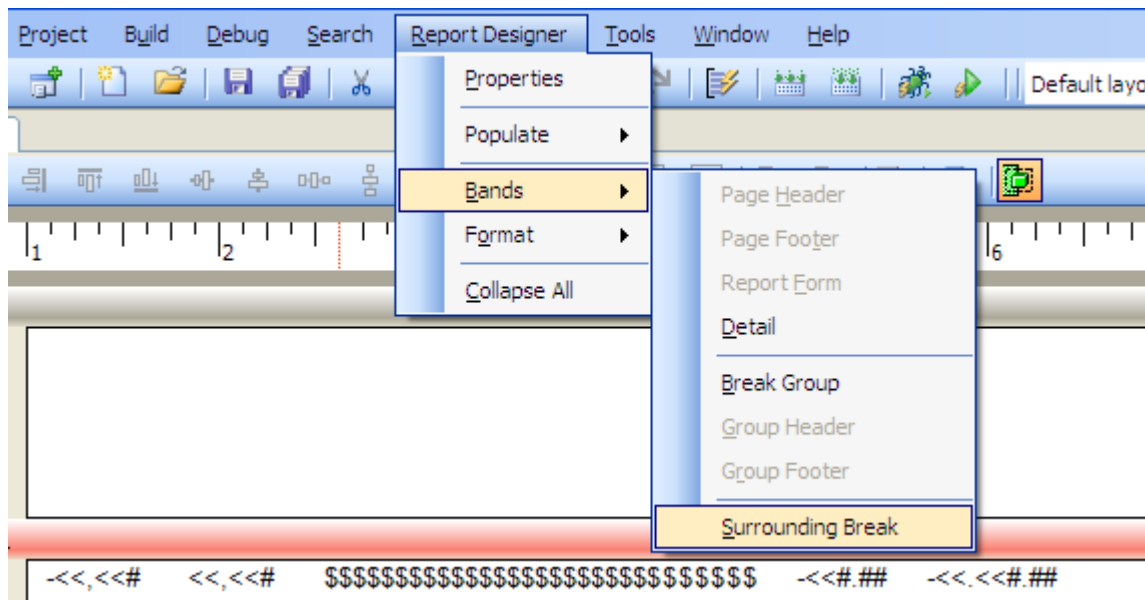 Project Build Debug Search Report Designer Tools Window Help
Default layo
Properties
Populate
Bands
Format
Collapse All
Page Header
Page Footer
Report Form
Detail
Break Group
Group Header
Group Footer
Surrounding Break
1 2 6
-<<,<<# <<,<<# $$$$$$$$$$$$$$$$$$$$$$$$$$$$$$$ -<<#.## -<<.<<#.##